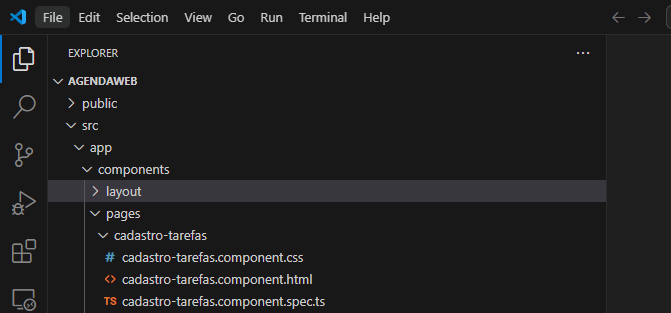 File Edit Selection View Go Run Terminal Help
EXPLORER
AGENDAWEB
public
src
app
components
layout
pages
cadastro-tarefas
# cadastro-tarefas.component.css
<> cadastro-tarefas.component.html
TS cadastro-tarefas.component.spec.ts